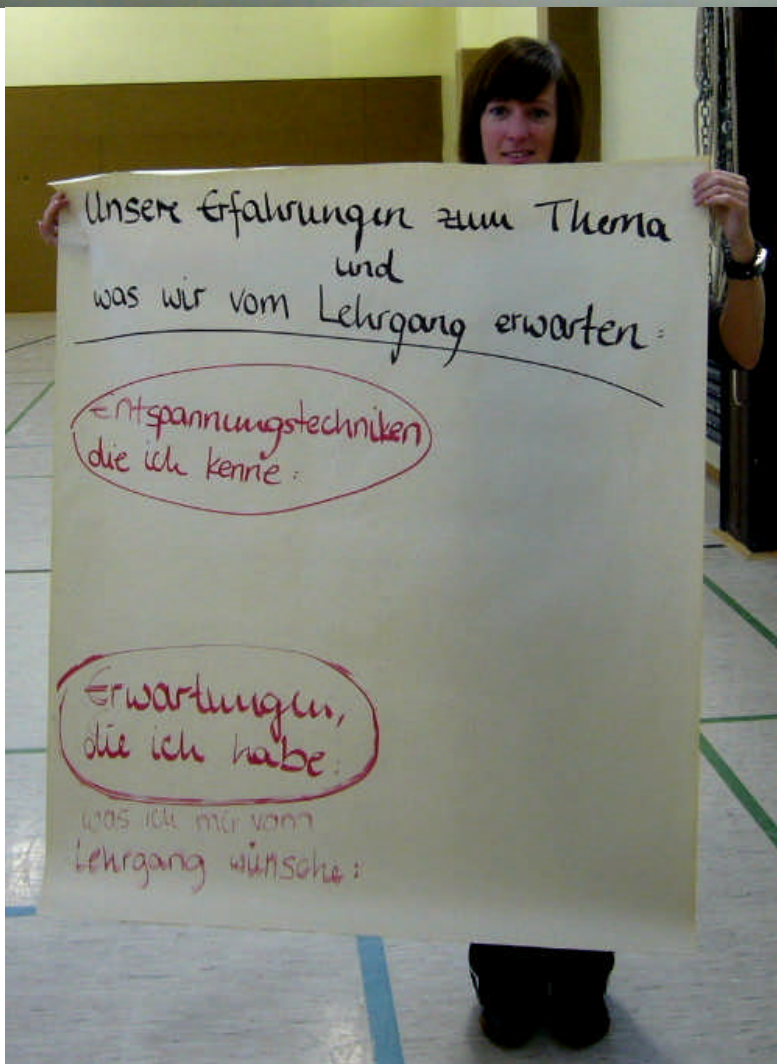 Unsere Erfahrungen zum Thema
und
was wir vom Lehrgang erwarten:
Entspannungstechniken
die ich kenne:
Erwartungen,
die ich habe:
was ich mir vom
Lehrgang wünsche: